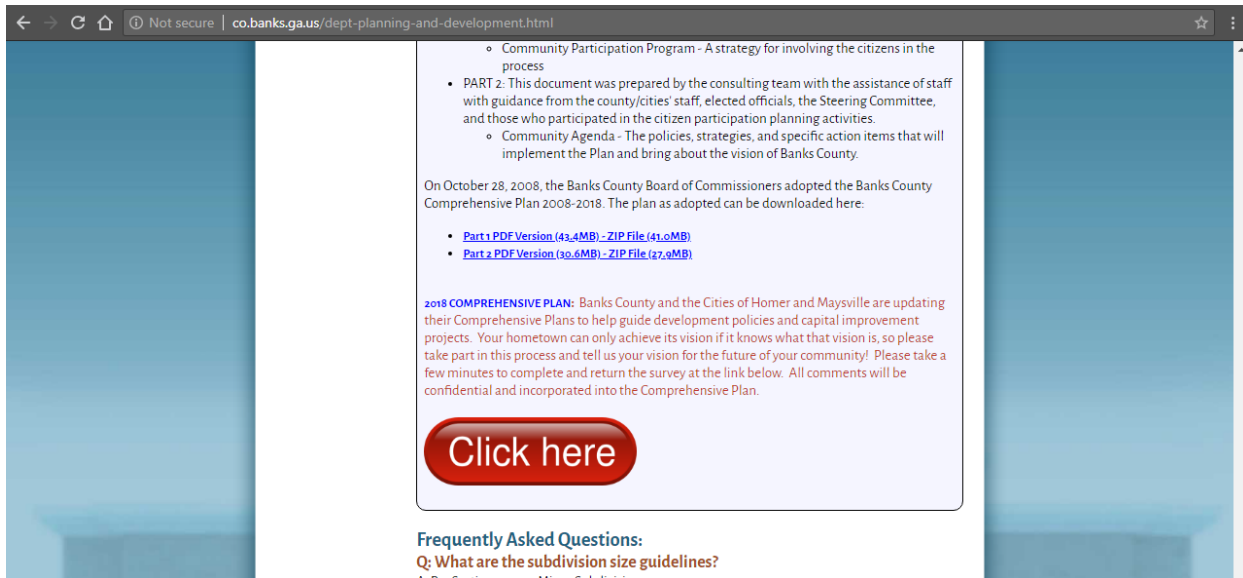 Not secure | co.banks.ga.us/dept-planning-and-development.html
Community Participation Program - A strategy for involving the citizens in the
process
PART 2: This document was prepared by the consulting team with the assistance of staff
with guidance from the county/cities' staff, elected officials, the Steering Committee,
and those who participated in the citizen participation planning activities.
Community Agenda - The policies, strategies, and specific action items that will
implement the Plan and bring about the vision of Banks County.
On October 28, 2008, the Banks County Board of Commissioners adopted the Banks County
Comprehensive Plan 2008-2018. The plan as adopted can be downloaded here:
Part 1 PDF Version (43.4MB) - ZIP File (41.0MB)
Part 2 PDF Version (30.6MB) - ZIP File (27.9MB)
2018 COMPREHENSIVE PLAN: Banks County and the Cities of Homer and Maysville are updating
their Comprehensive Plans to help guide development policies and capital improvement
projects. Your hometown can only achieve its vision if it knows what that vision is, so please
take part in this process and tell us your vision for the future of your community! Please take a
few minutes to complete and return the survey at the link below. All comments will be
confidential and incorporated into the Comprehensive Plan.
Click here
Frequently Asked Questions:
Q: What are the subdivision size guidelines?